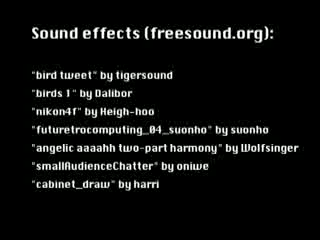 Sound effects (freesound.org):
"bird tweet" by tigersound
"birds 1" by Dalibor
"nikon4f" by Heigh-hoo
"futuretrocomputing_04_suonho" by suonho
"angelic aaaahh two-part harmony" by Wolfsinger
"smallAudienceChatter" by oniwe
"cabinet_draw" by harri